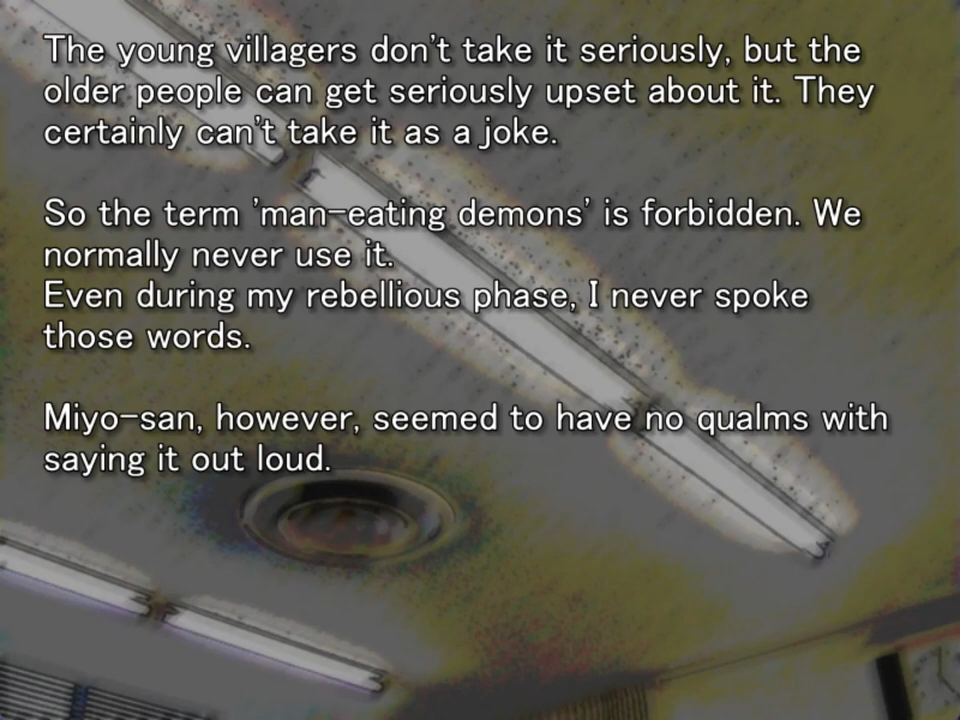 The young villagers don't take it seriously, but the
older people can get seriously upset about it. They
certainly can't take it as a joke.
So the term 'man-eating demons' is forbidden. We
normally never use it.
Even during my rebellious phase, I never spoke
those words.
Miyo-san, however, seemed to have no qualms with
saying it out loud.